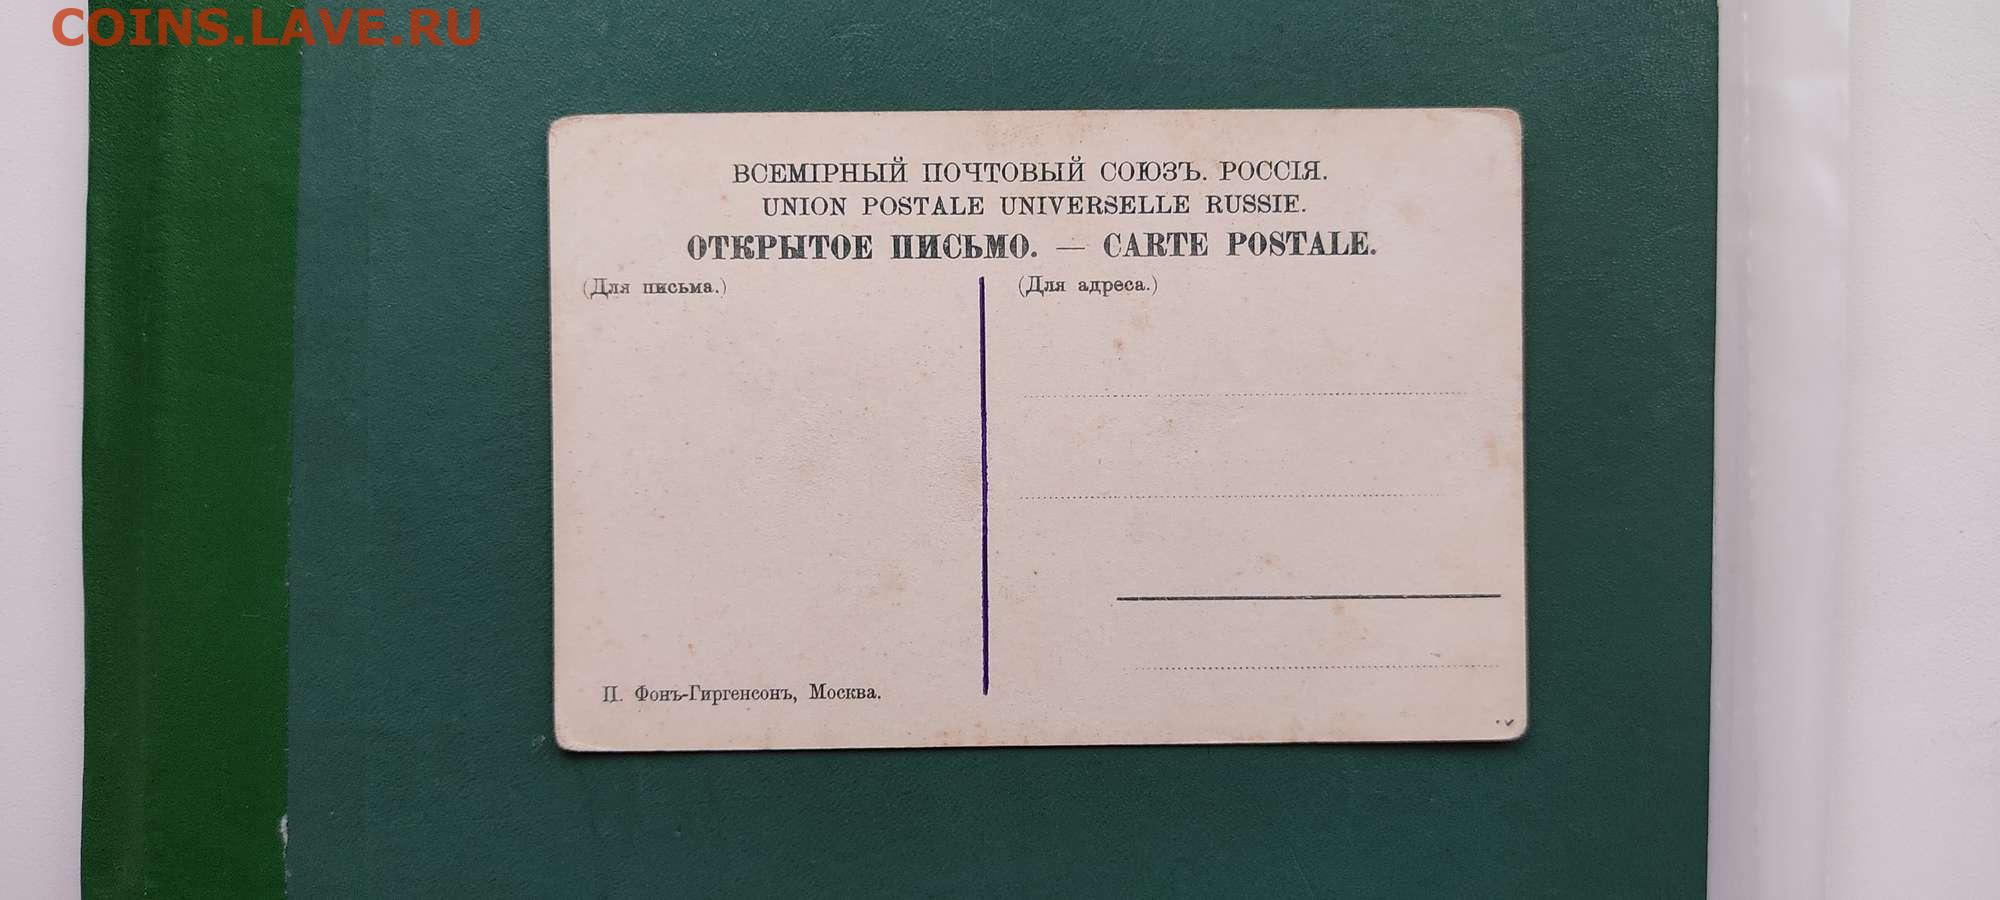 COINS.LAVE.RU
ВСЕМІРНЫЙ ПОЧТОВЫЙ СОЮЗЪ. РОССІЯ.
UNION POSTALE UNIVERSELLE RUSSIE.
ОТКРЫТОЕ ПИСЬМО. — CARTE POSTALE.
(Для письма.)
(Для адреса.)
П. Фонъ-Гиргенсонъ, Москва.